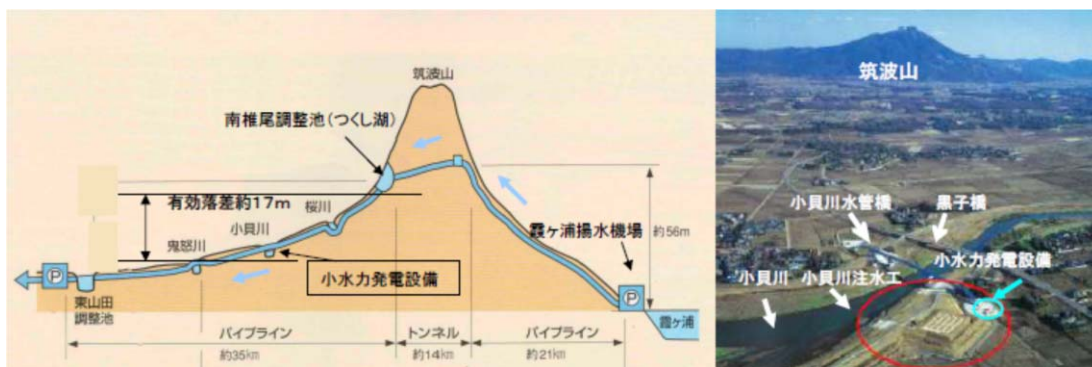 筑波山
南椎尾調整池(つくし湖)
有効落差約17m
桜川
小貝川
鬼怒川
霞ヶ浦揚水機場
約56m
小水力発電設備
P
東山田
調整池
P
霞ヶ浦
パイプライン
約35km
トンネル
約14km
パイプライン
約21km
筑波山
小貝川水管橋
黒子橋
小水力発電設備
小貝川
小貝川注水工